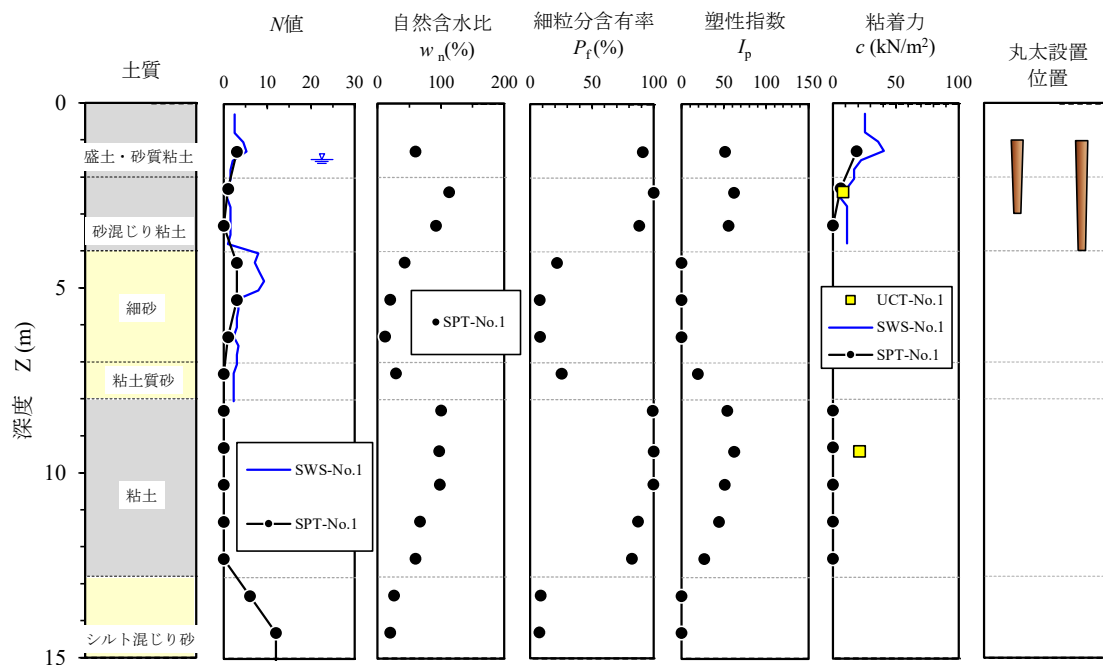 土質
N値
自然含水比
w n(%)
細粒分含有率
Pf (%)
塑性指数
Ip
粘着力
c (kN/m2)
丸太設置
位置
0 10 20 30
0 100 200
0 50 100
0 50 100 150
0 50 100
深度 Z (m)
0
5
10
15
盛土・砂質粘土
砂混じり粘土
細砂
粘土質砂
粘土
シルト混じり砂
SWS-No.1
SPT-No.1
SPT-No.1
UCT-No.1
SWS-No.1
SPT-No.1